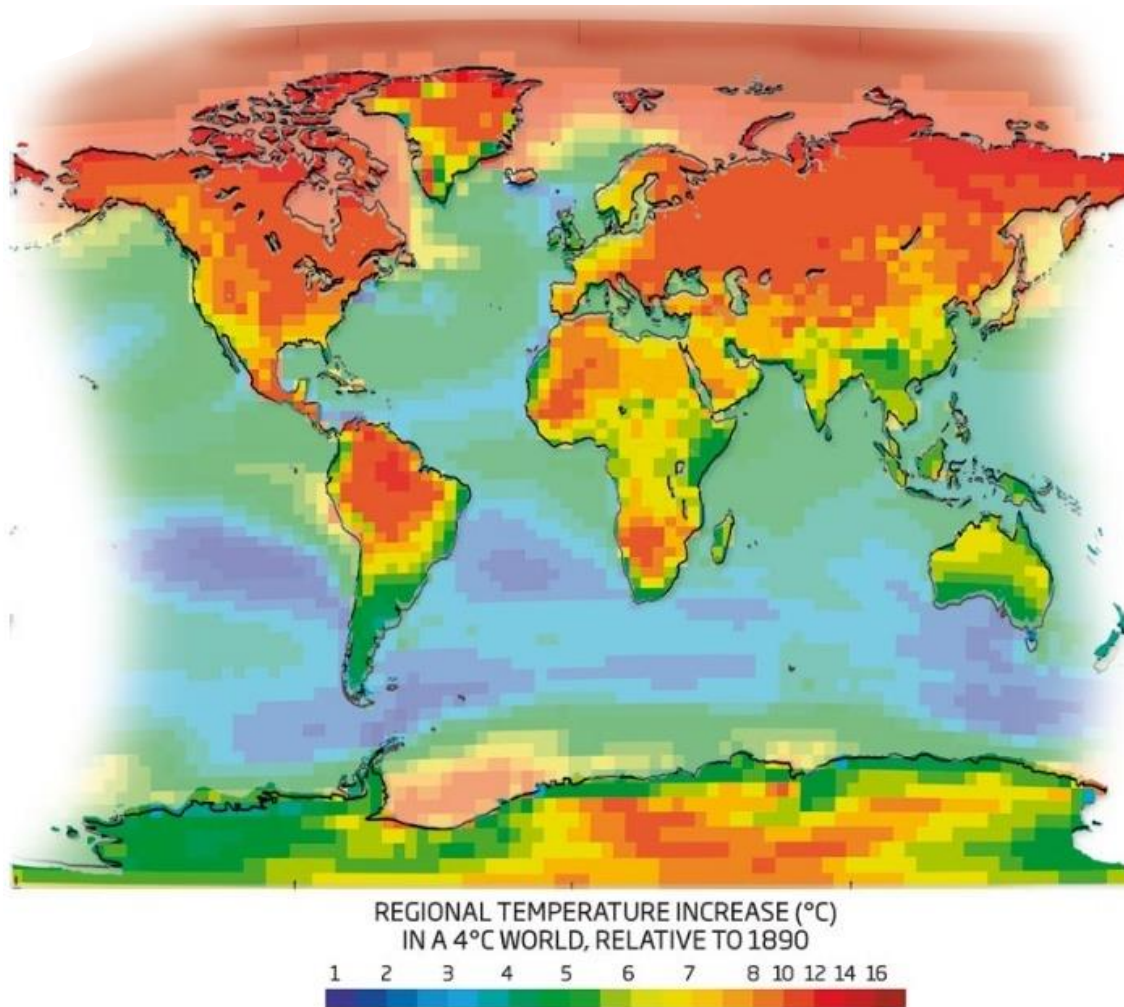 REGIONAL TEMPERATURE INCREASE (°C)
IN A 4°C WORLD, RELATIVE TO 1890
1 2 3 4 5 6 7 8 10 12 14 16